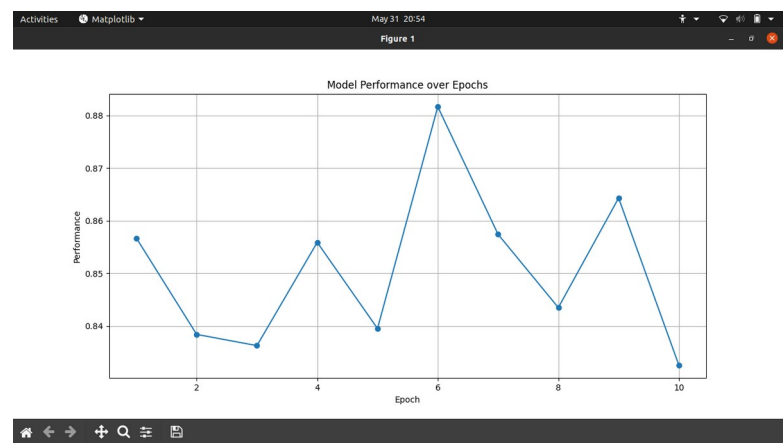 Activities Matplotlib May 31 20:54
Figure 1
Model Performance over Epochs
0.88
0.87
0.86
0.85
0.84
Performance
2 4 6 8 10
Epoch